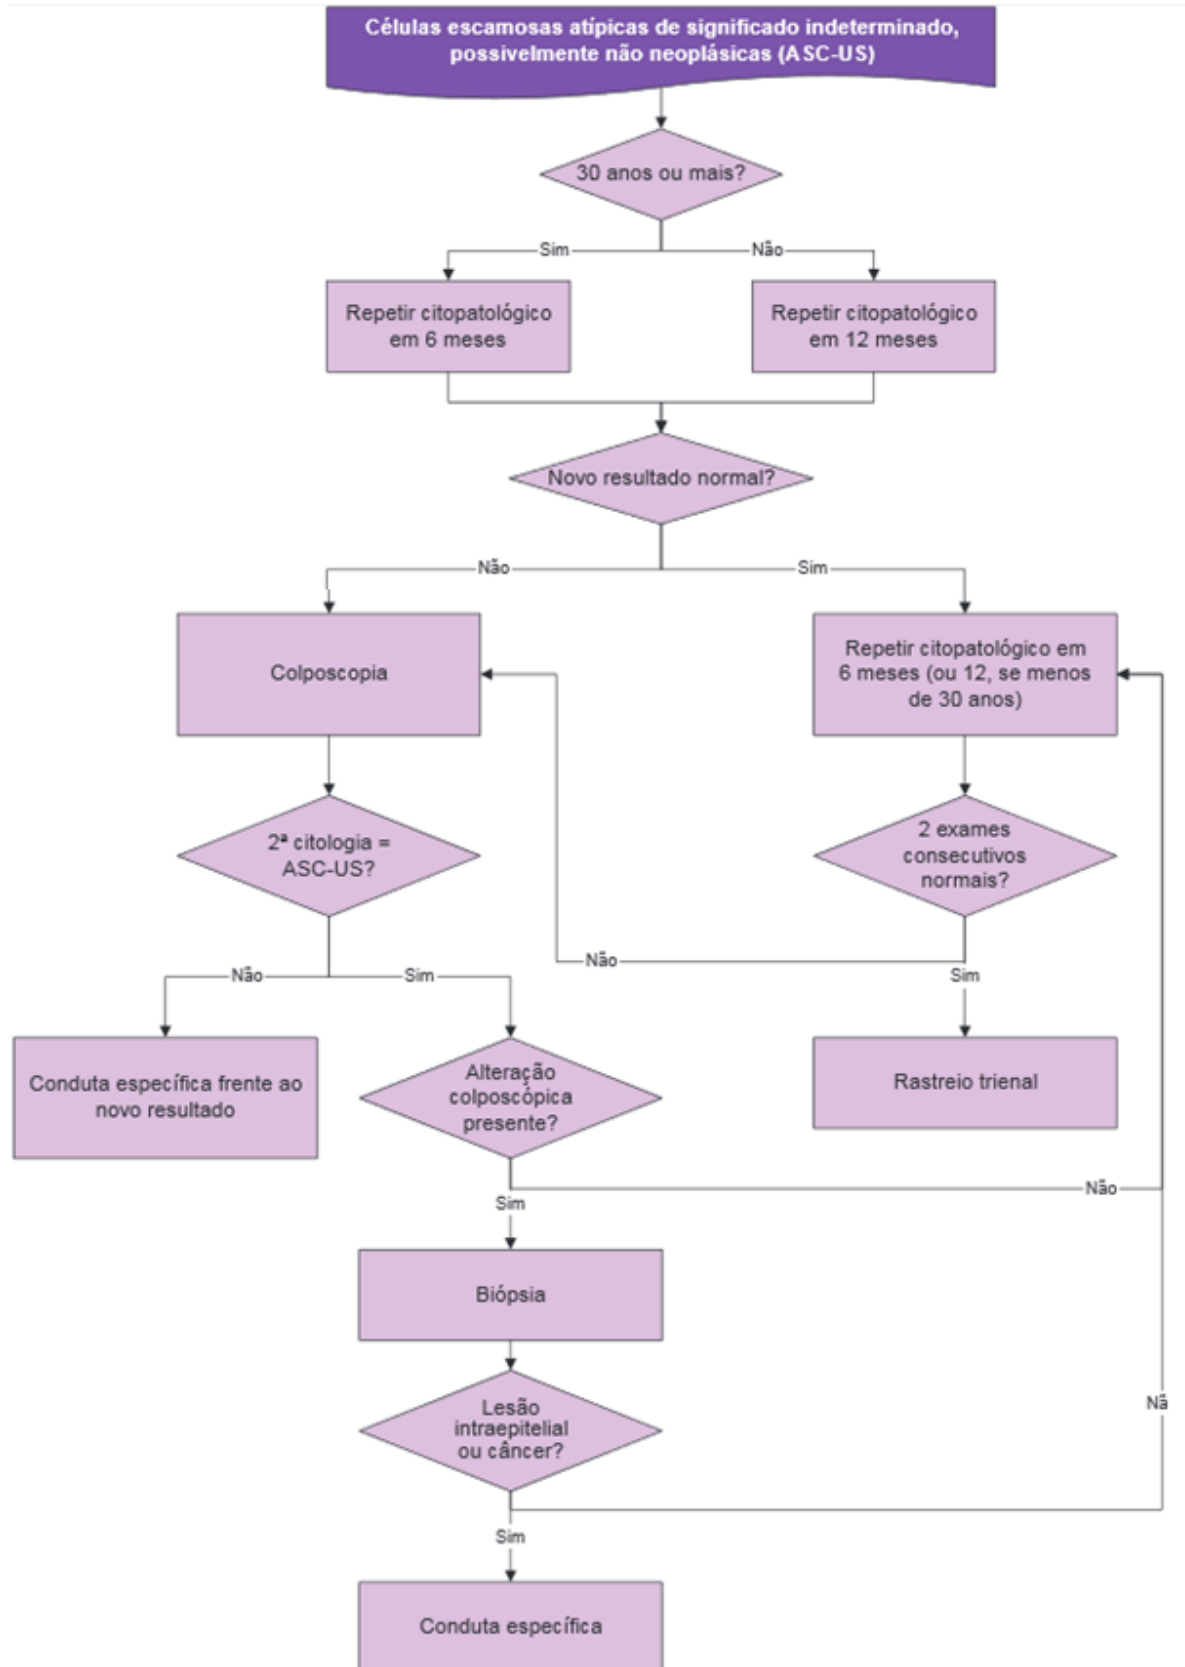 Células escamosas atípicas de significado indeterminado,
possivelmente não neoplásicas (ASC-US)
30 anos ou mais?
Sim
Não
Repetir citopatológico
em 6 meses
Repetir citopatológico
em 12 meses
Novo resultado normal?
Não
Sim
Colposcopia
Repetir citopatológico em
6 meses (ou 12, se menos
de 30 anos)
2ª citologia =
ASC-US?
2 exames
consecutivos
normais?
Não
Sim
Não
Sim
Conduta específica frente ao
novo resultado
Alteração
colposcópica
presente?
Rastreio trienal
Não
Sim
Biópsia
Lesão
intraepitelial
ou câncer?
Nã
Sim
Conduta específica